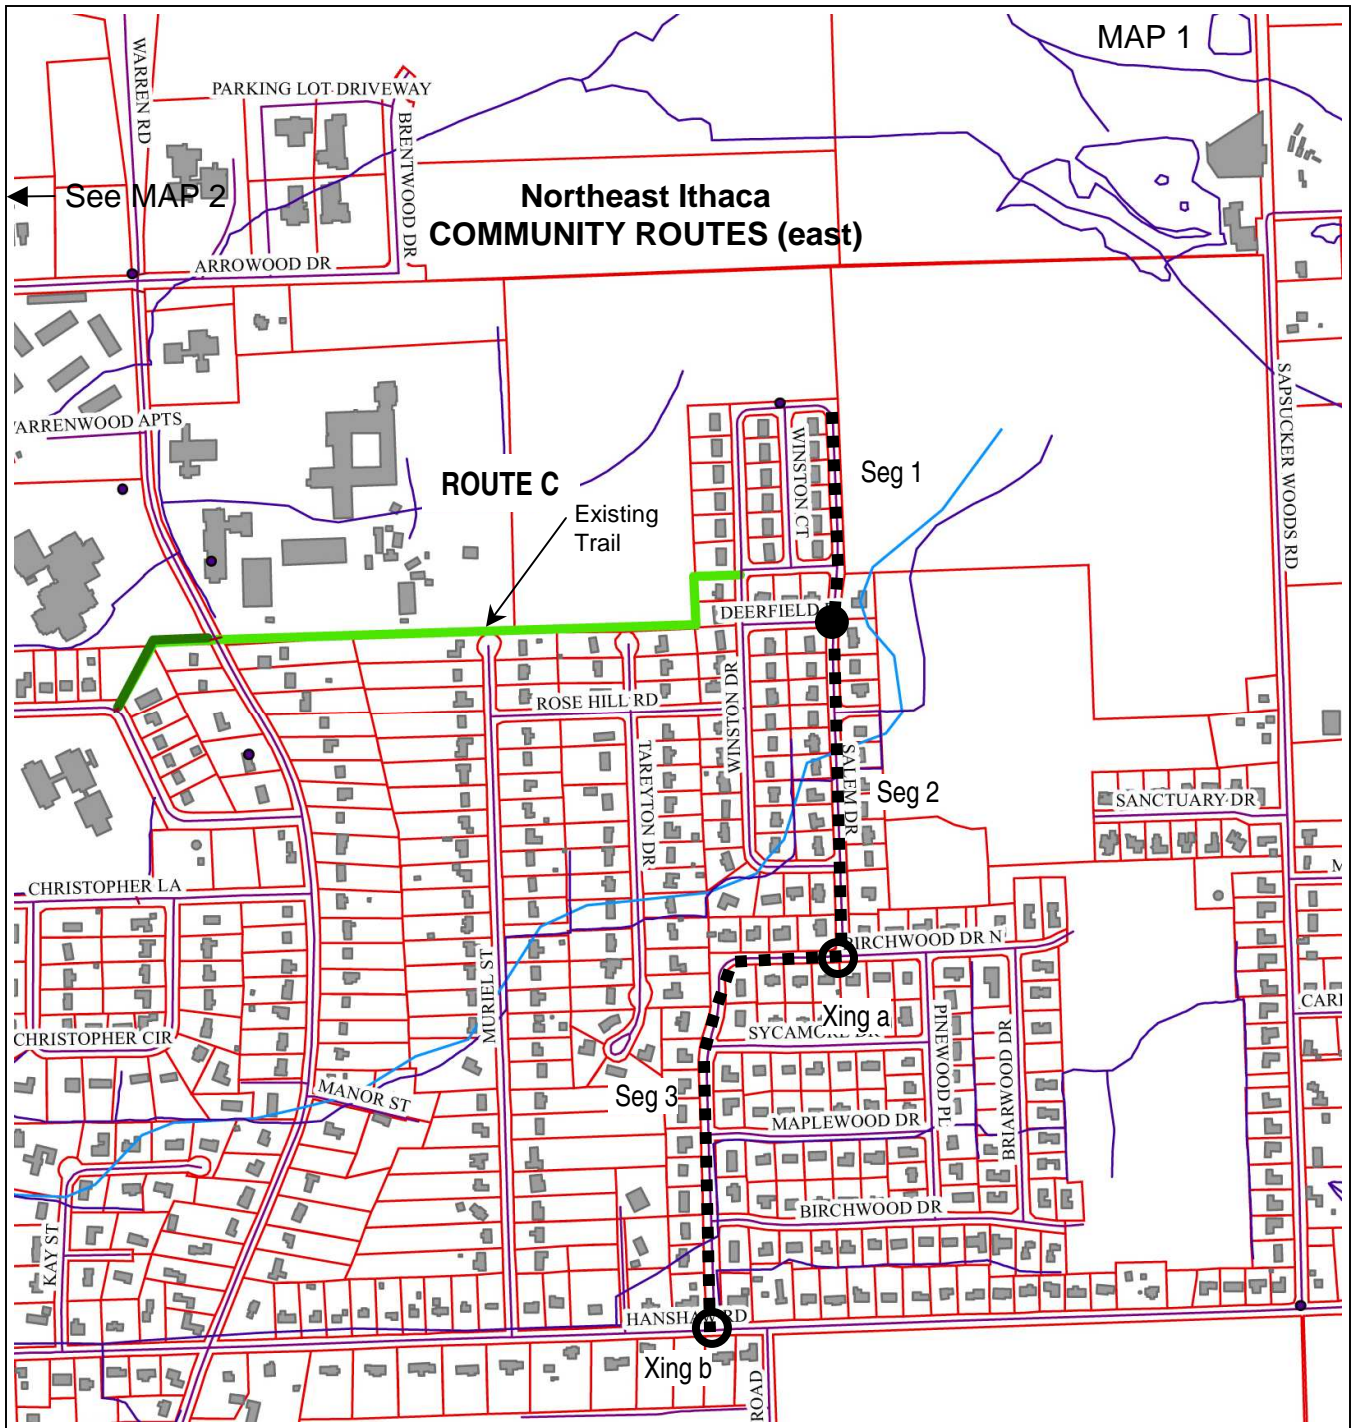 MAP 1
WARREN RD
PARKING LOT DRIVEWAY
BRENTWOOD DR
See MAP 2
Northeast Ithaca
COMMUNITY ROUTES (east)
ARROWOOD DR
SAPSUCKER WOODS RD
ARRENWOOD APTS
WINSTON CT
Seg 1
ROUTE C
Existing
Trail
DEERFIELD
WINSTON DR
ROSE HILL RD
TAREYTON DR
SALEM DR
Seg 2
SANCTUARY DR
CHRISTOPHER LA
BIRCHWOOD DR N
MURIEL ST
Xing a
SYCAMORE DR
PINEWOOD PL
BRIARWOOD DR
CHRISTOPHER CIR
MANOR ST
Seg 3
MAPLEWOOD DR
BIRCHWOOD DR
KAY ST
HANSHAW RD
Xing b
ROAD